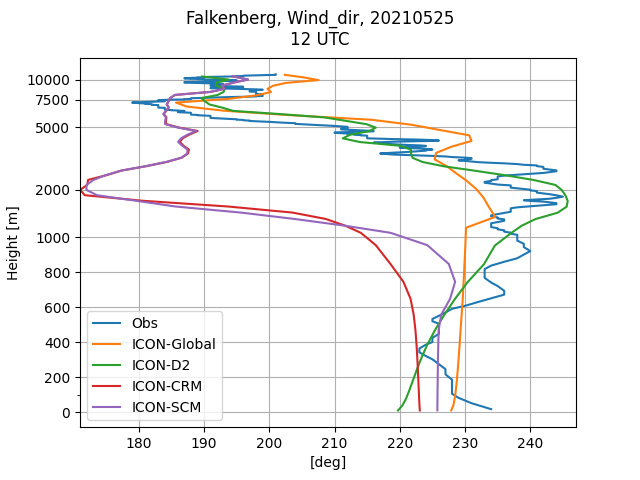 Falkenberg, Wind_dir, 20210525
12 UTC
10000
7500
5000
2000
1000
800
600
400
200
0
Height [m]
Obs
ICON-Global
ICON-D2
ICON-CRM
ICON-SCM
180 190 200 210 220 230 240
[deg]